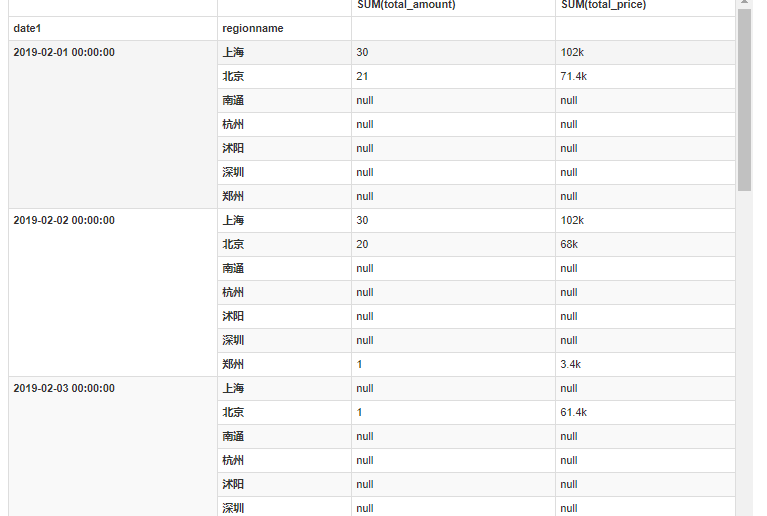 SUM(total_amount) SUM(total_price)
date1 regionname
2019-02-01 00:00:00 上海 30 102k
北京 21 71.4k
南通 null null
杭州 null null
沭阳 null null
深圳 null null
郑州 null null
2019-02-02 00:00:00 上海 30 102k
北京 20 68k
南通 null null
杭州 null null
沭阳 null null
深圳 null null
郑州 1 3.4k
2019-02-03 00:00:00 上海 null null
北京 1 61.4k
南通 null null
杭州 null null
沭阳 null null
深圳 null null